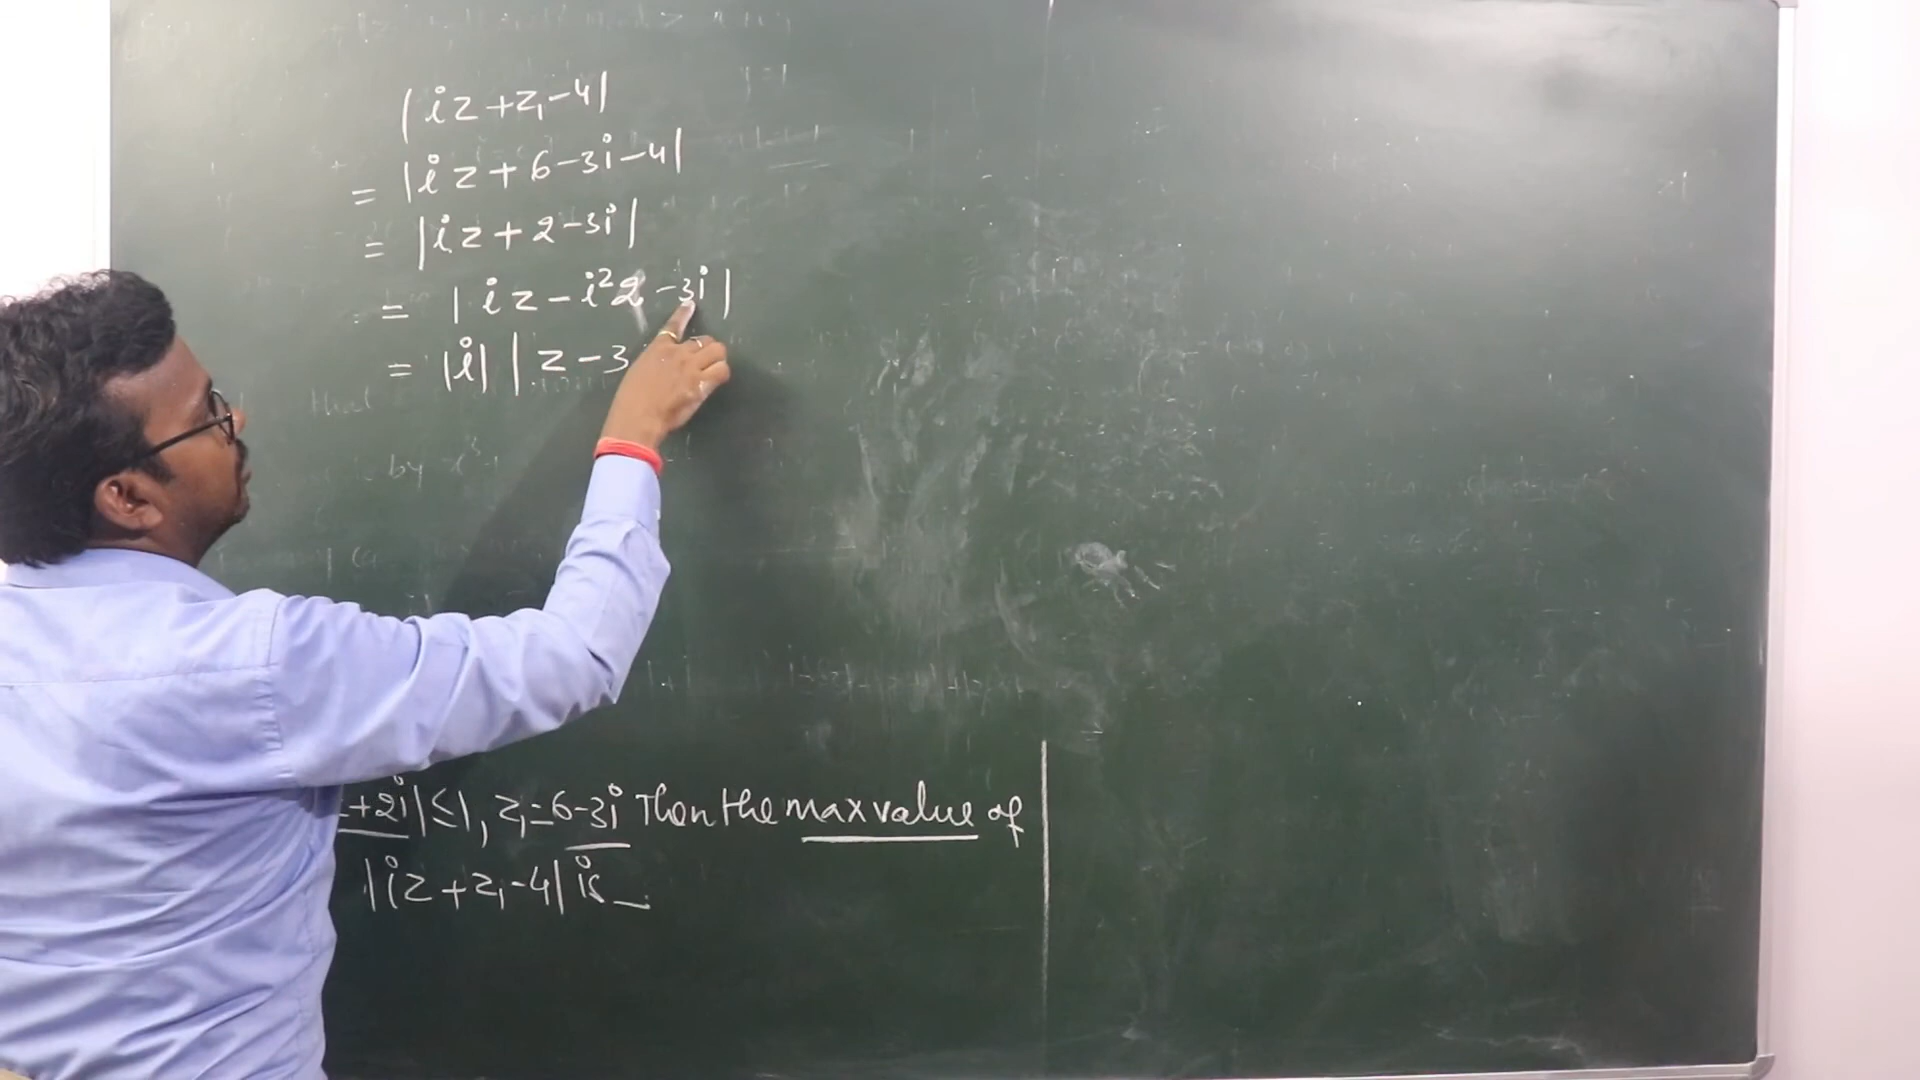 |iz+z₁-4|
= |iz+6-3i-4|
= |iz+2-3i|
= |iz-i²2-3i|
= |i| |z-3
+2i|≤1, z₁=6-3i Then the max value of
|iz+z₁-4| is _